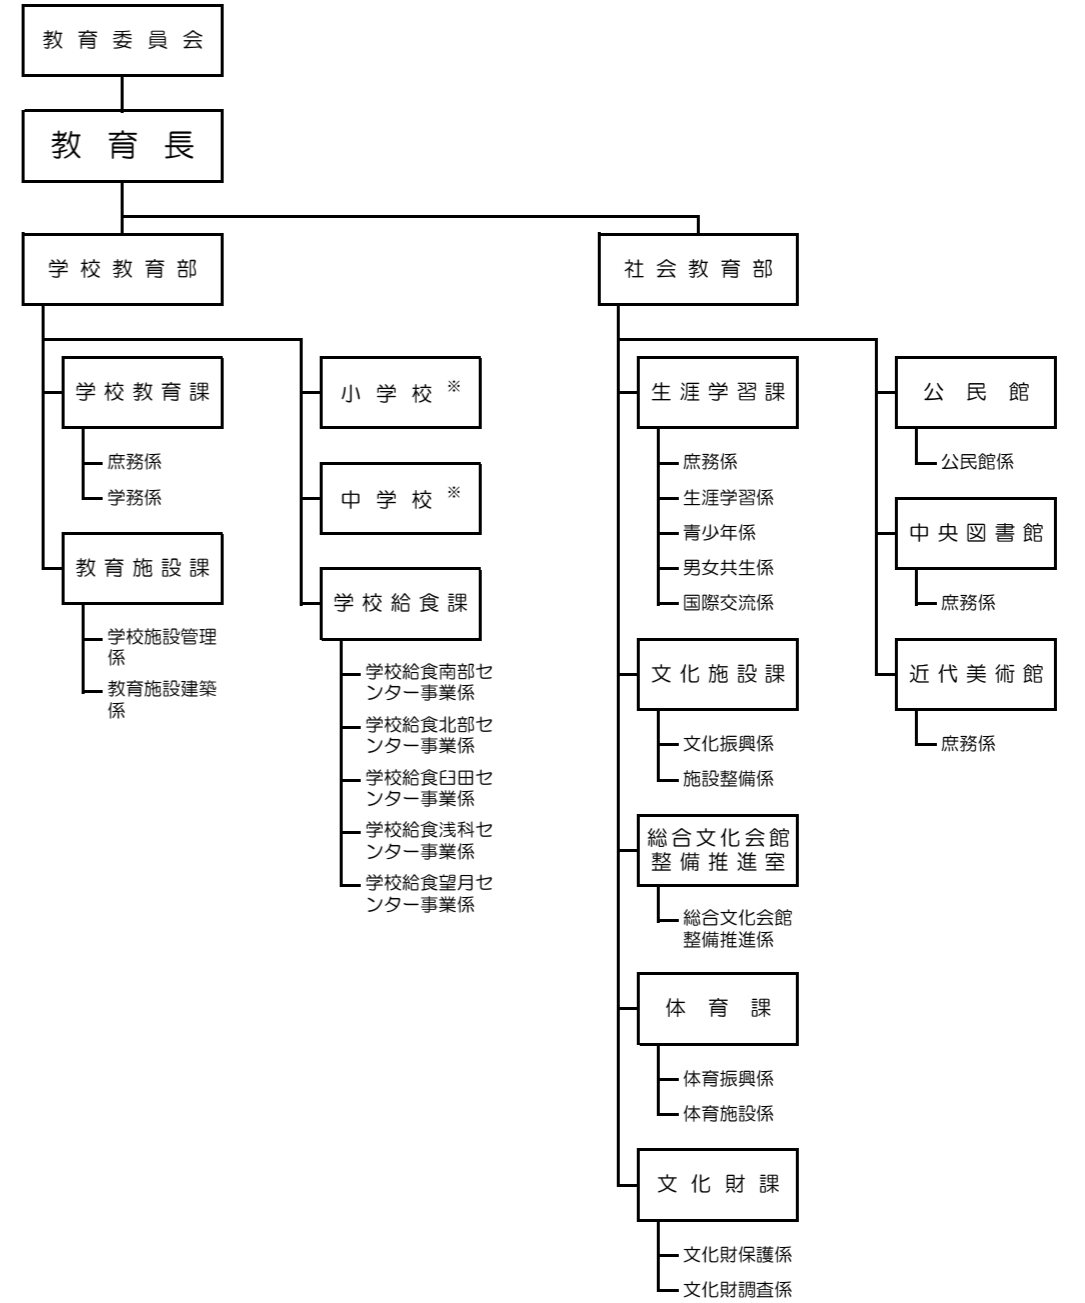 教育委員会
教育長
学校教育部
学校教育課
庶務係
学務係
教育施設課
学校施設管理
係
教育施設建築
係
小学校※
中学校※
学校給食課
学校給食南部セ
ンター事業係
学校給食北部セ
ンター事業係
学校給食臼田セ
ンター事業係
学校給食浅科セ
ンター事業係
学校給食望月セ
ンター事業係
社会教育部
生涯学習課
庶務係
生涯学習係
青少年係
男女共生係
国際交流係
文化施設課
文化振興係
施設整備係
総合文化会館
整備推進室
総合文化会館
整備推進係
体育課
体育振興係
体育施設係
文化財課
文化財保護係
文化財調査係
公民館
公民館係
中央図書館
庶務係
近代美術館
庶務係